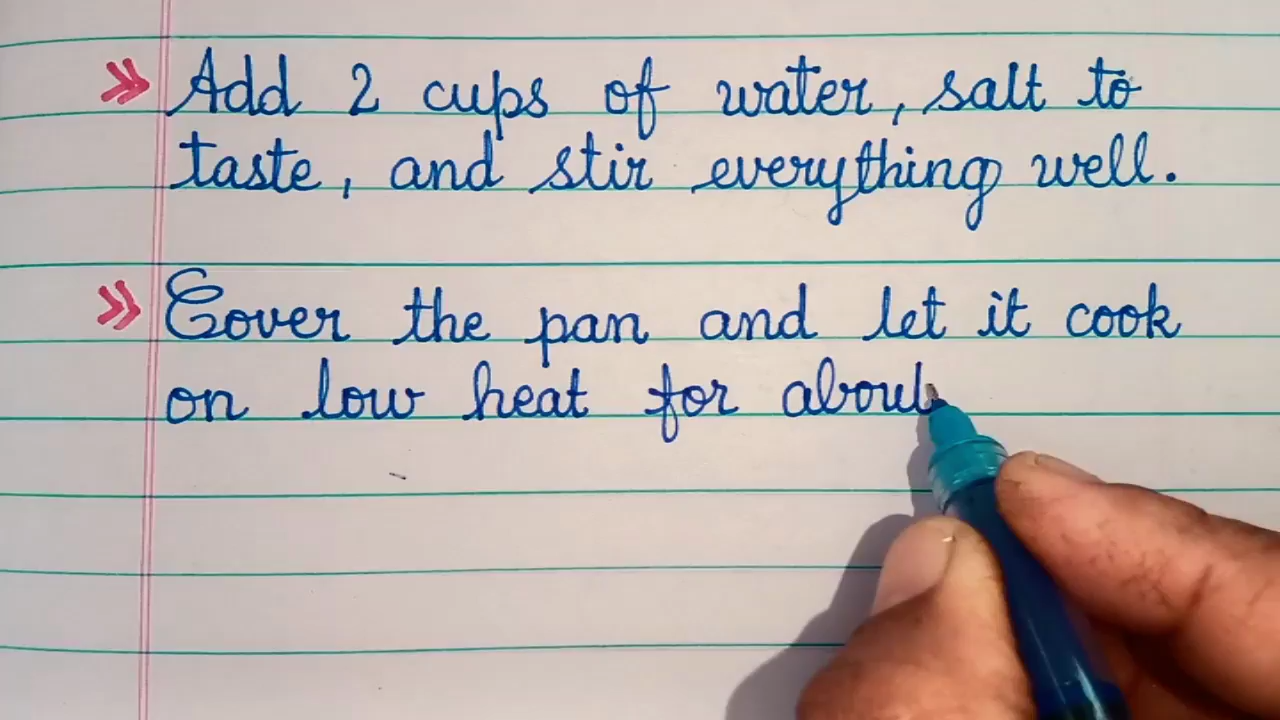 » Add 2 cups of water, salt to
taste, and stir everything well.
» Cover the pan and let it cook
on low heat for about